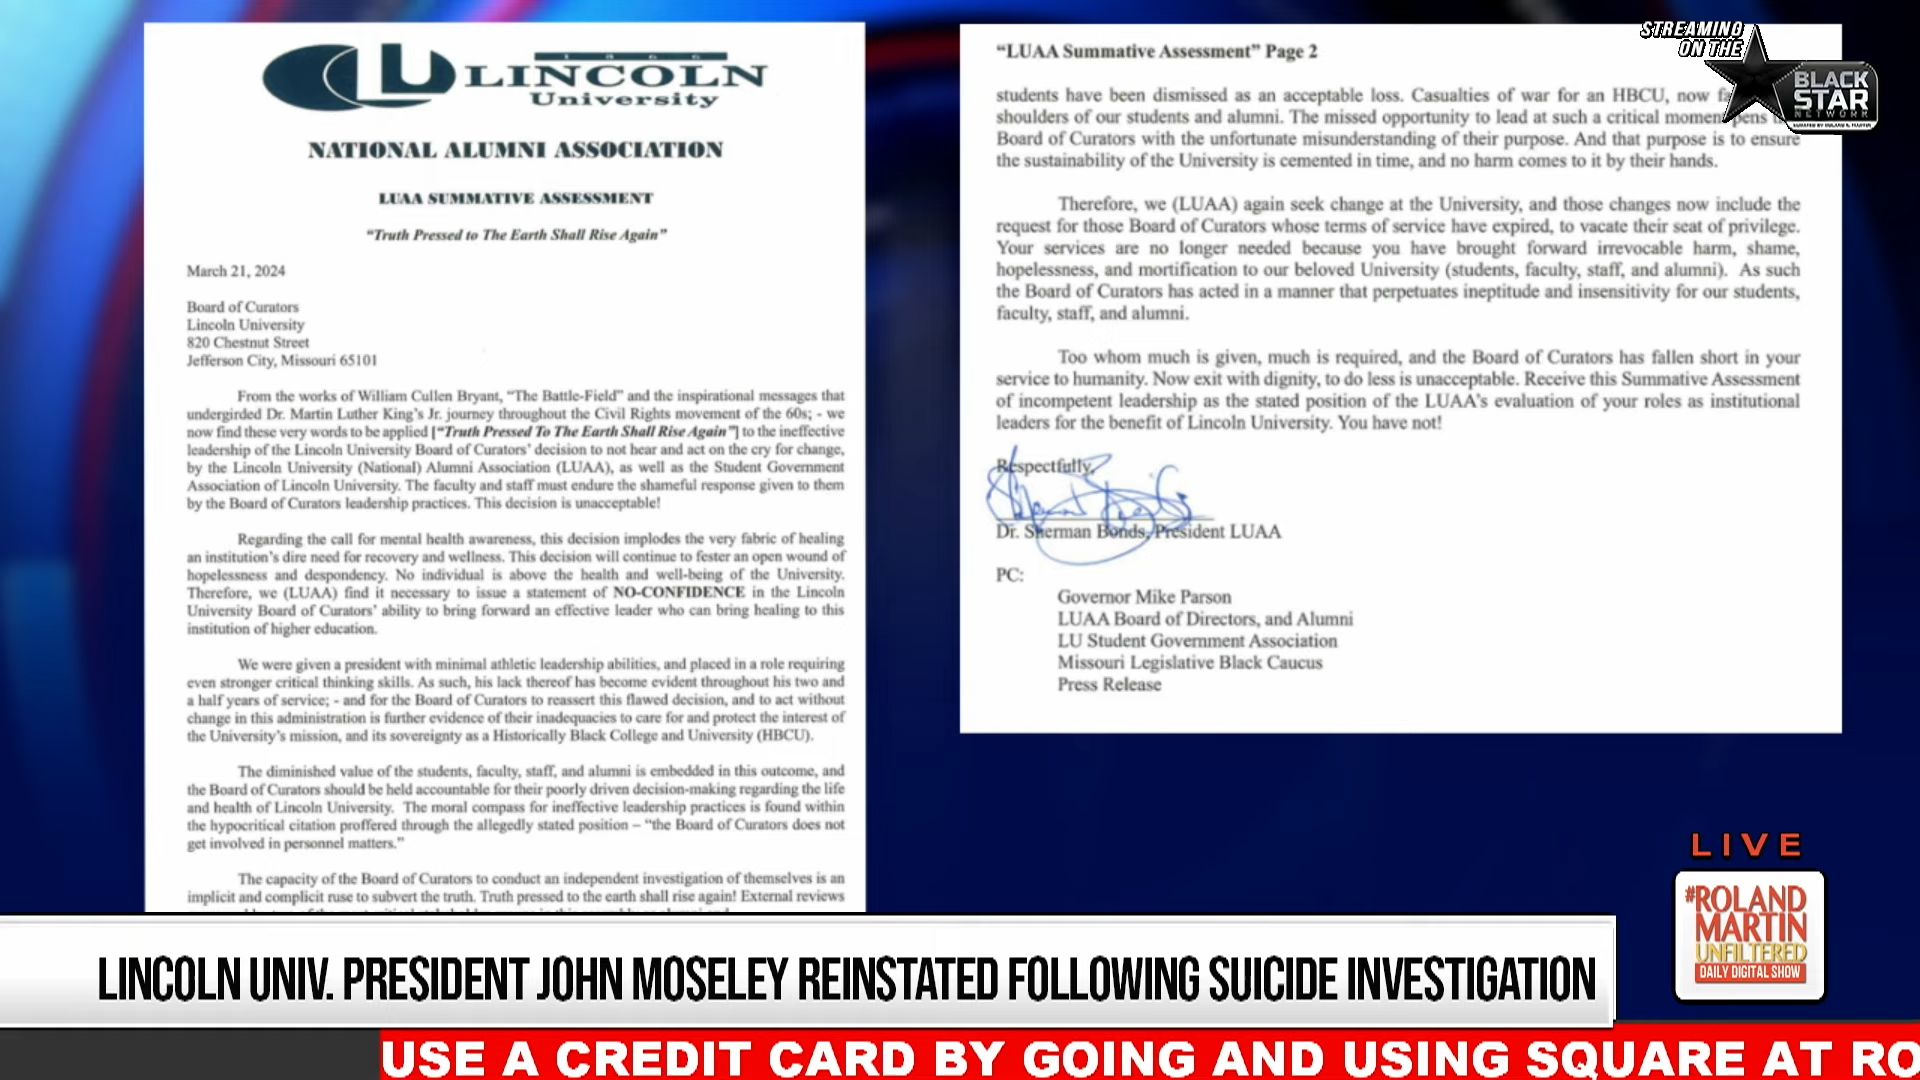 1866
LINCOLN
University
NATIONAL ALUMNI ASSOCIATION
LUAA SUMMATIVE ASSESSMENT
“Truth Pressed to The Earth Shall Rise Again”
March 21, 2024
Board of Curators
Lincoln University
820 Chestnut Street
Jefferson City, Missouri 65101
From the works of William Cullen Bryant, “The Battle-Field” and the inspirational messages that
undergirded Dr. Martin Luther King’s Jr. journey throughout the Civil Rights movement of the 60s; - we
now find these very words to be applied [“Truth Pressed To The Earth Shall Rise Again”] to the ineffective
leadership of the Lincoln University Board of Curators’ decision to not hear and act on the cry for change,
by the Lincoln University (National) Alumni Association (LUAA), as well as the Student Government
Association of Lincoln University. The faculty and staff must endure the shameful response given to them
by the Board of Curators leadership practices. This decision is unacceptable!
Regarding the call for mental health awareness, this decision implodes the very fabric of healing
an institution’s dire need for recovery and wellness. This decision will continue to fester an open wound of
hopelessness and despondency. No individual is above the health and well-being of the University.
Therefore, we (LUAA) find it necessary to issue a statement of NO-CONFIDENCE in the Lincoln
University Board of Curators’ ability to bring forward an effective leader who can bring healing to this
institution of higher education.
We were given a president with minimal athletic leadership abilities, and placed in a role requiring
even stronger critical thinking skills. As such, his lack thereof has become evident throughout his two and
a half years of service; - and for the Board of Curators to reassert this flawed decision, and to act without
change in this administration is further evidence of their inadequacies to care for and protect the interest of
the University’s mission, and its sovereignty as a Historically Black College and University (HBCU).
The diminished value of the students, faculty, staff, and alumni is embedded in this outcome, and
the Board of Curators should be held accountable for their poorly driven decision-making regarding the life
and health of Lincoln University. The moral compass for ineffective leadership practices is found within
the hypocritical citation proffered through the allegedly stated position – “the Board of Curators does not
get involved in personnel matters.”
The capacity of the Board of Curators to conduct an independent investigation of themselves is an
implicit and complicit ruse to subvert the truth. Truth pressed to the earth shall rise again! External reviews
“LUAA Summative Assessment” Page 2
students have been dismissed as an acceptable loss. Casualties of war for an HBCU, now
shoulders of our students and alumni. The missed opportunity to lead at such a critical moment
Board of Curators with the unfortunate misunderstanding of their purpose. And that purpose is to ensure
the sustainability of the University is cemented in time, and no harm comes to it by their hands.
Therefore, we (LUAA) again seek change at the University, and those changes now include the
request for those Board of Curators whose terms of service have expired, to vacate their seat of privilege.
Your services are no longer needed because you have brought forward irrevocable harm, shame,
hopelessness, and mortification to our beloved University (students, faculty, staff, and alumni). As such
the Board of Curators has acted in a manner that perpetuates ineptitude and insensitivity for our students,
faculty, staff, and alumni.
Too whom much is given, much is required, and the Board of Curators has fallen short in your
service to humanity. Now exit with dignity, to do less is unacceptable. Receive this Summative Assessment
of incompetent leadership as the stated position of the LUAA’s evaluation of your roles as institutional
leaders for the benefit of Lincoln University. You have not!
Respectfully,
Dr. Sherman Bonds, President LUAA
PC:
Governor Mike Parson
LUAA Board of Directors, and Alumni
LU Student Government Association
Missouri Legislative Black Caucus
Press Release
STREAMING
ON THE
BLACK
STAR
NETWORK
LIVE
#ROLAND
MARTIN
UNFILTERED
DAILY DIGITAL SHOW
LINCOLN UNIV. PRESIDENT JOHN MOSELEY REINSTATED FOLLOWING SUICIDE INVESTIGATION
USE A CREDIT CARD BY GOING AND USING SQUARE AT RO